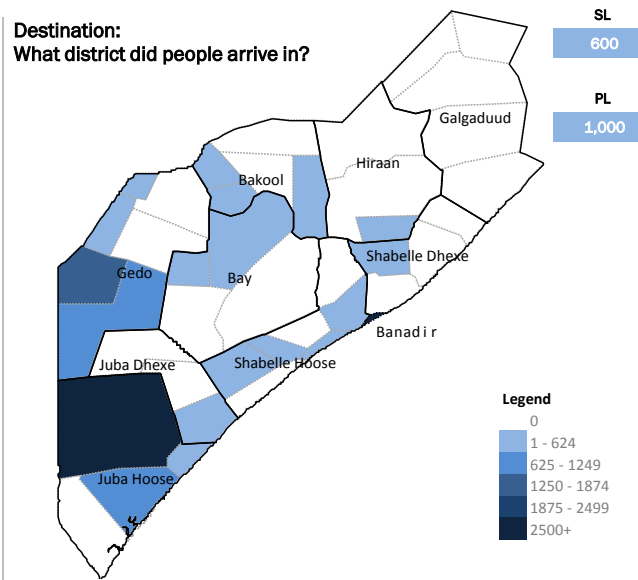 Destination:
What district did people arrive in?
SL
600
PL
1,000
Galgaduud
Hiraan
Bakool
Shabelle Dhexe
Gedo
Bay
Banadir
Juba Dhexe
Shabelle Hoose
Juba Hoose
Legend
0
1 - 624
625 - 1249
1250 - 1874
1875 - 2499
2500+